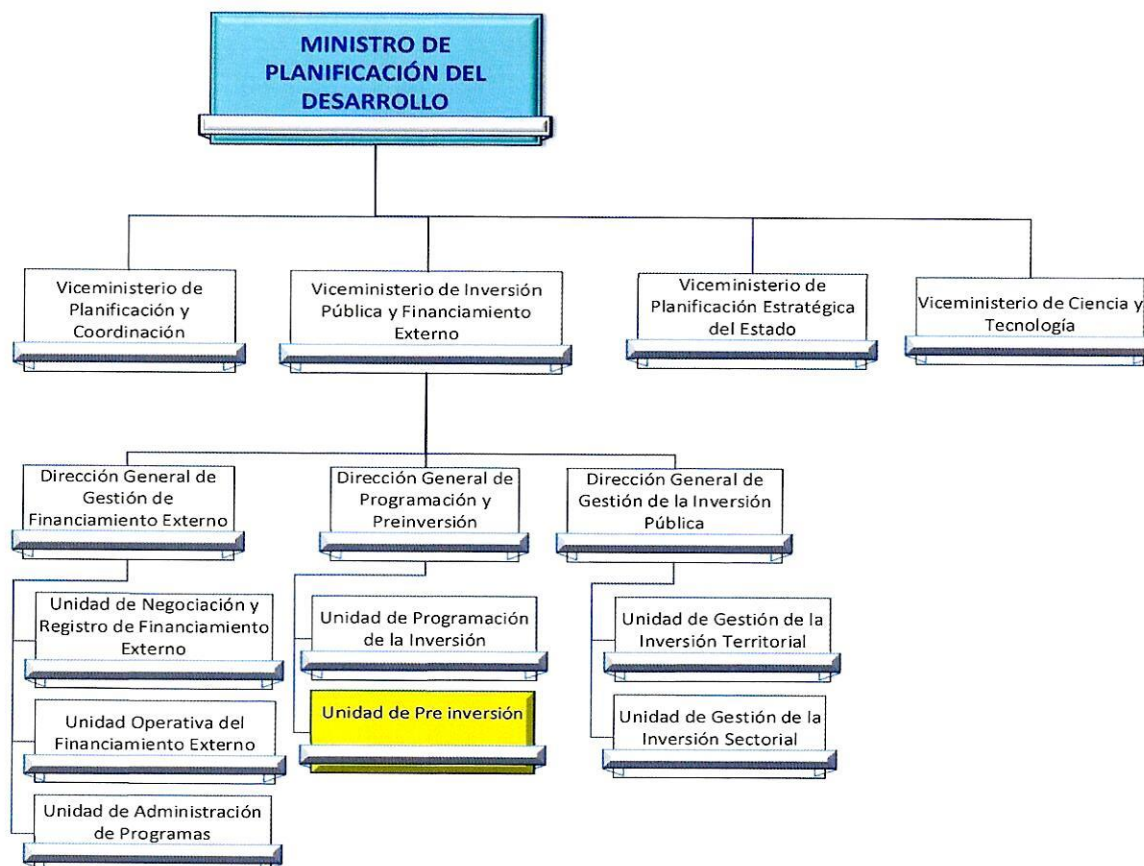 MINISTRO DE
PLANIFICACIÓN DEL
DESARROLLO
Viceministerio de
Planificación y
Coordinación
Viceministerio de Inversión
Pública y Financiamiento
Externo
Viceministerio de
Planificación Estratégica
del Estado
Viceministerio de Ciencia y
Tecnología
Dirección General de
Gestión de
Financiamiento Externo
Dirección General de
Programación y
Preinversión
Dirección General de
Gestión de la Inversión
Pública
Unidad de Negociación y
Registro de Financiamiento
Externo
Unidad Operativa del
Financiamiento Externo
Unidad de Administración
de Programas
Unidad de Programación
de la Inversión
Unidad de Pre inversión
Unidad de Gestión de la
Inversión Territorial
Unidad de Gestión de la
Inversión Sectorial